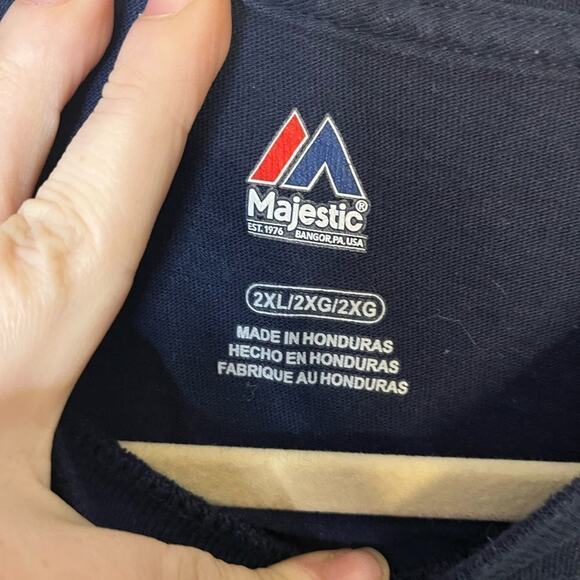 Majestic®
EST. 1976 BANGOR, PA, USA
2XL/2XG/2XG
MADE IN HONDURAS
HECHO EN HONDURAS
FABRIQUE AU HONDURAS